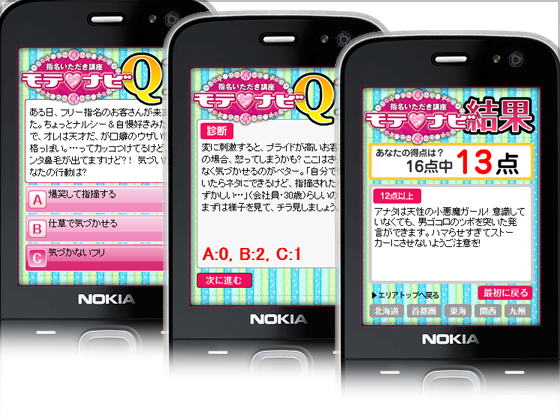 指名いただき講座
モテ♥ナビQ
ある日、フリー指名のお客さんが来ま
た。ちょっとナルシー&自慢好きみた
で、オレは天才だ、が口癖のウザい
格っぽい。…ってカッコつけてるけど
ンタ鼻毛が出てますけど?! 気づい
なたの行動は?
A 爆笑して指摘する
B 仕草で気づかせる
C 気づかないフリ
NOKIA
指名いただき講座
モテ♥ナビQ
診断
変に刺激すると、プライドが高いお客
の場合、怒ってしまうかも? ここはさ
なく気づかせるのがベター。「自分で
いたらネタにできるけど、指摘された
ずかしい…」(会社員・30歳)らしいの
まずは様子を見て、チラ見しましょう
A:0, B:2, C:1
次に進む
NOKIA
指名いただき講座
モテ♥ナビ結果
あなたの得点は?
16点中13点
12点以上
アナタは天性の小悪魔ガール! 意識し
ていなくても、男ゴコロのツボを突いた発
言ができます。ハマらせすぎてストー
カーにさせないようご注意を!
▶エリアトップへ戻る 最初に戻る
北海道 首都圏 東海 関西 九州
NOKIA